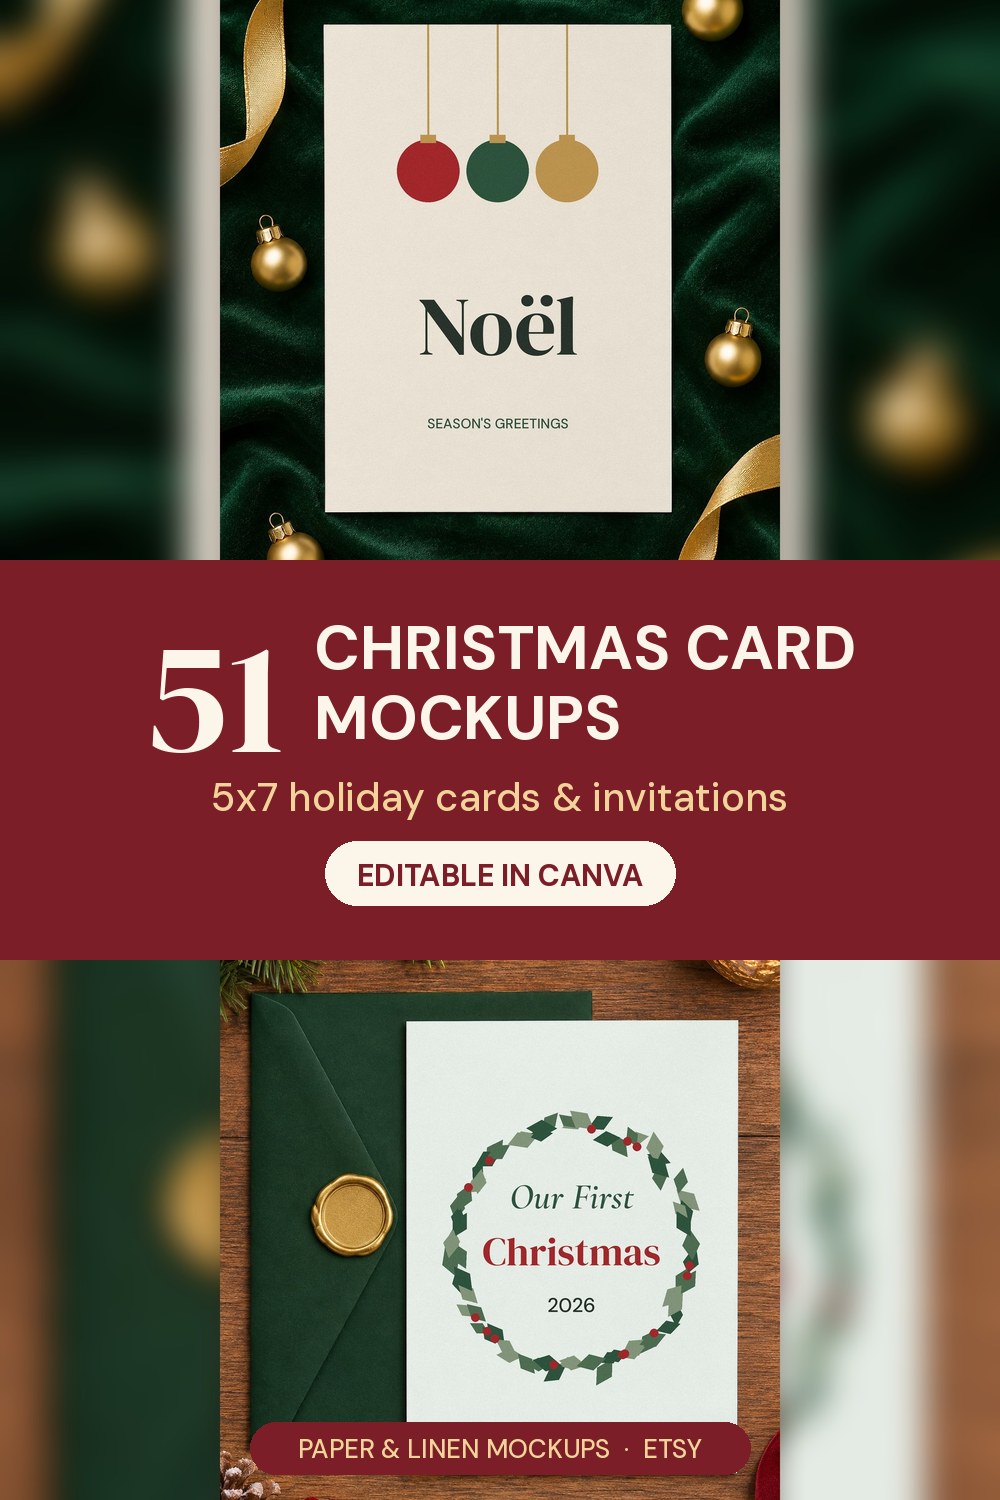 Noël
SEASON'S GREETINGS
51
CHRISTMAS CARD
MOCKUPS
5x7 holiday cards & invitations
EDITABLE IN CANVA
Our First
Christmas
2026
PAPER & LINEN MOCKUPS · ETSY